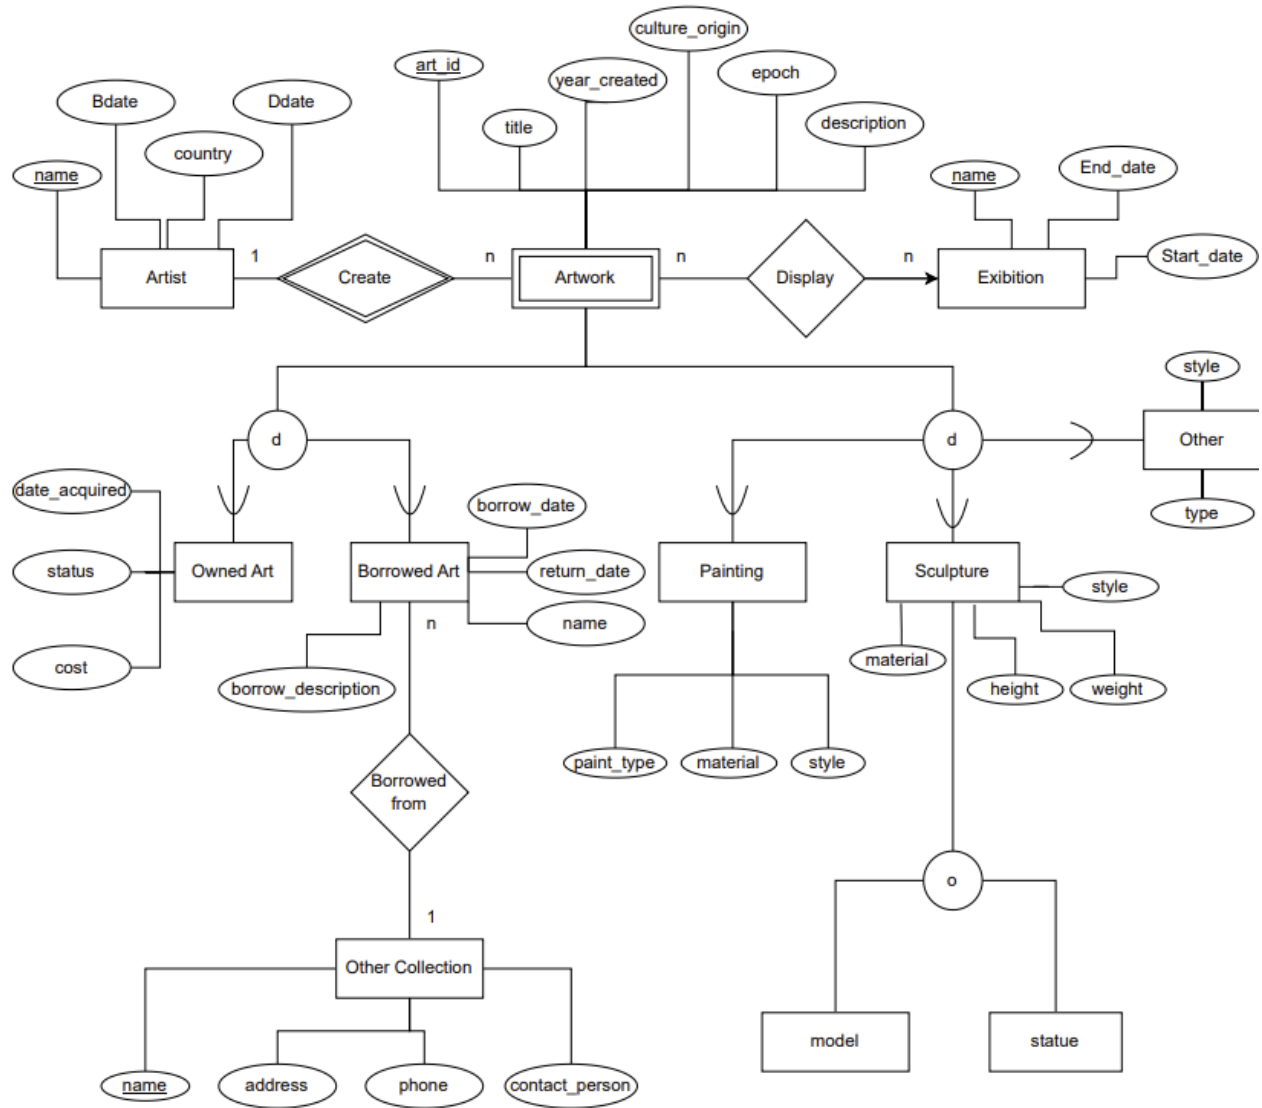 culture_origin
art_id
year_created
epoch
Bdate
Ddate
title
description
country
name
name
End_date
Artist
1
Create
n
Artwork
n
Display
n
Exibition
Start_date
style
d
d
Other
date_acquired
borrow_date
type
status
Owned Art
Borrowed Art
return_date
Painting
Sculpture
style
n
name
cost
borrow_description
material
height
weight
paint_type
material
style
Borrowed
from
o
1
Other Collection
model
statue
name
address
phone
contact_person